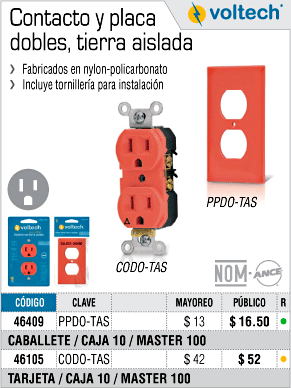 voltech®
Contacto y placa
dobles, tierra aislada
Fabricados en nylon-policarbonato
Incluye tornillería para instalación
PPDO-TAS
CODO-TAS
voltech
voltech
NOM-ANCE
CÓDIGO CLAVE MAYOREO PÚBLICO R
46409 PPDO-TAS $ 13 $ 16.50
CABALLETE / CAJA 10 / MASTER 100
46105 CODO-TAS $ 42 $ 52
TARJETA / CAJA 10 / MASTER 100